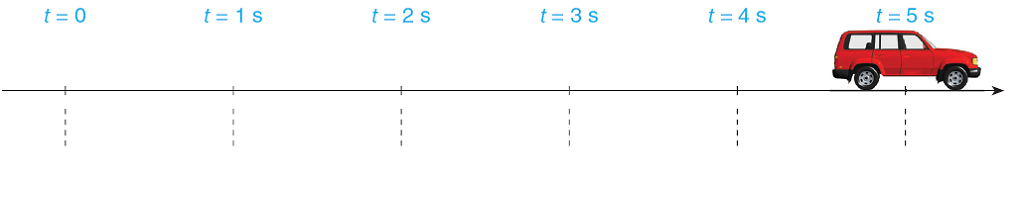 t = 0 t = 1 s t = 2 s t = 3 s t = 4 s t = 5 s